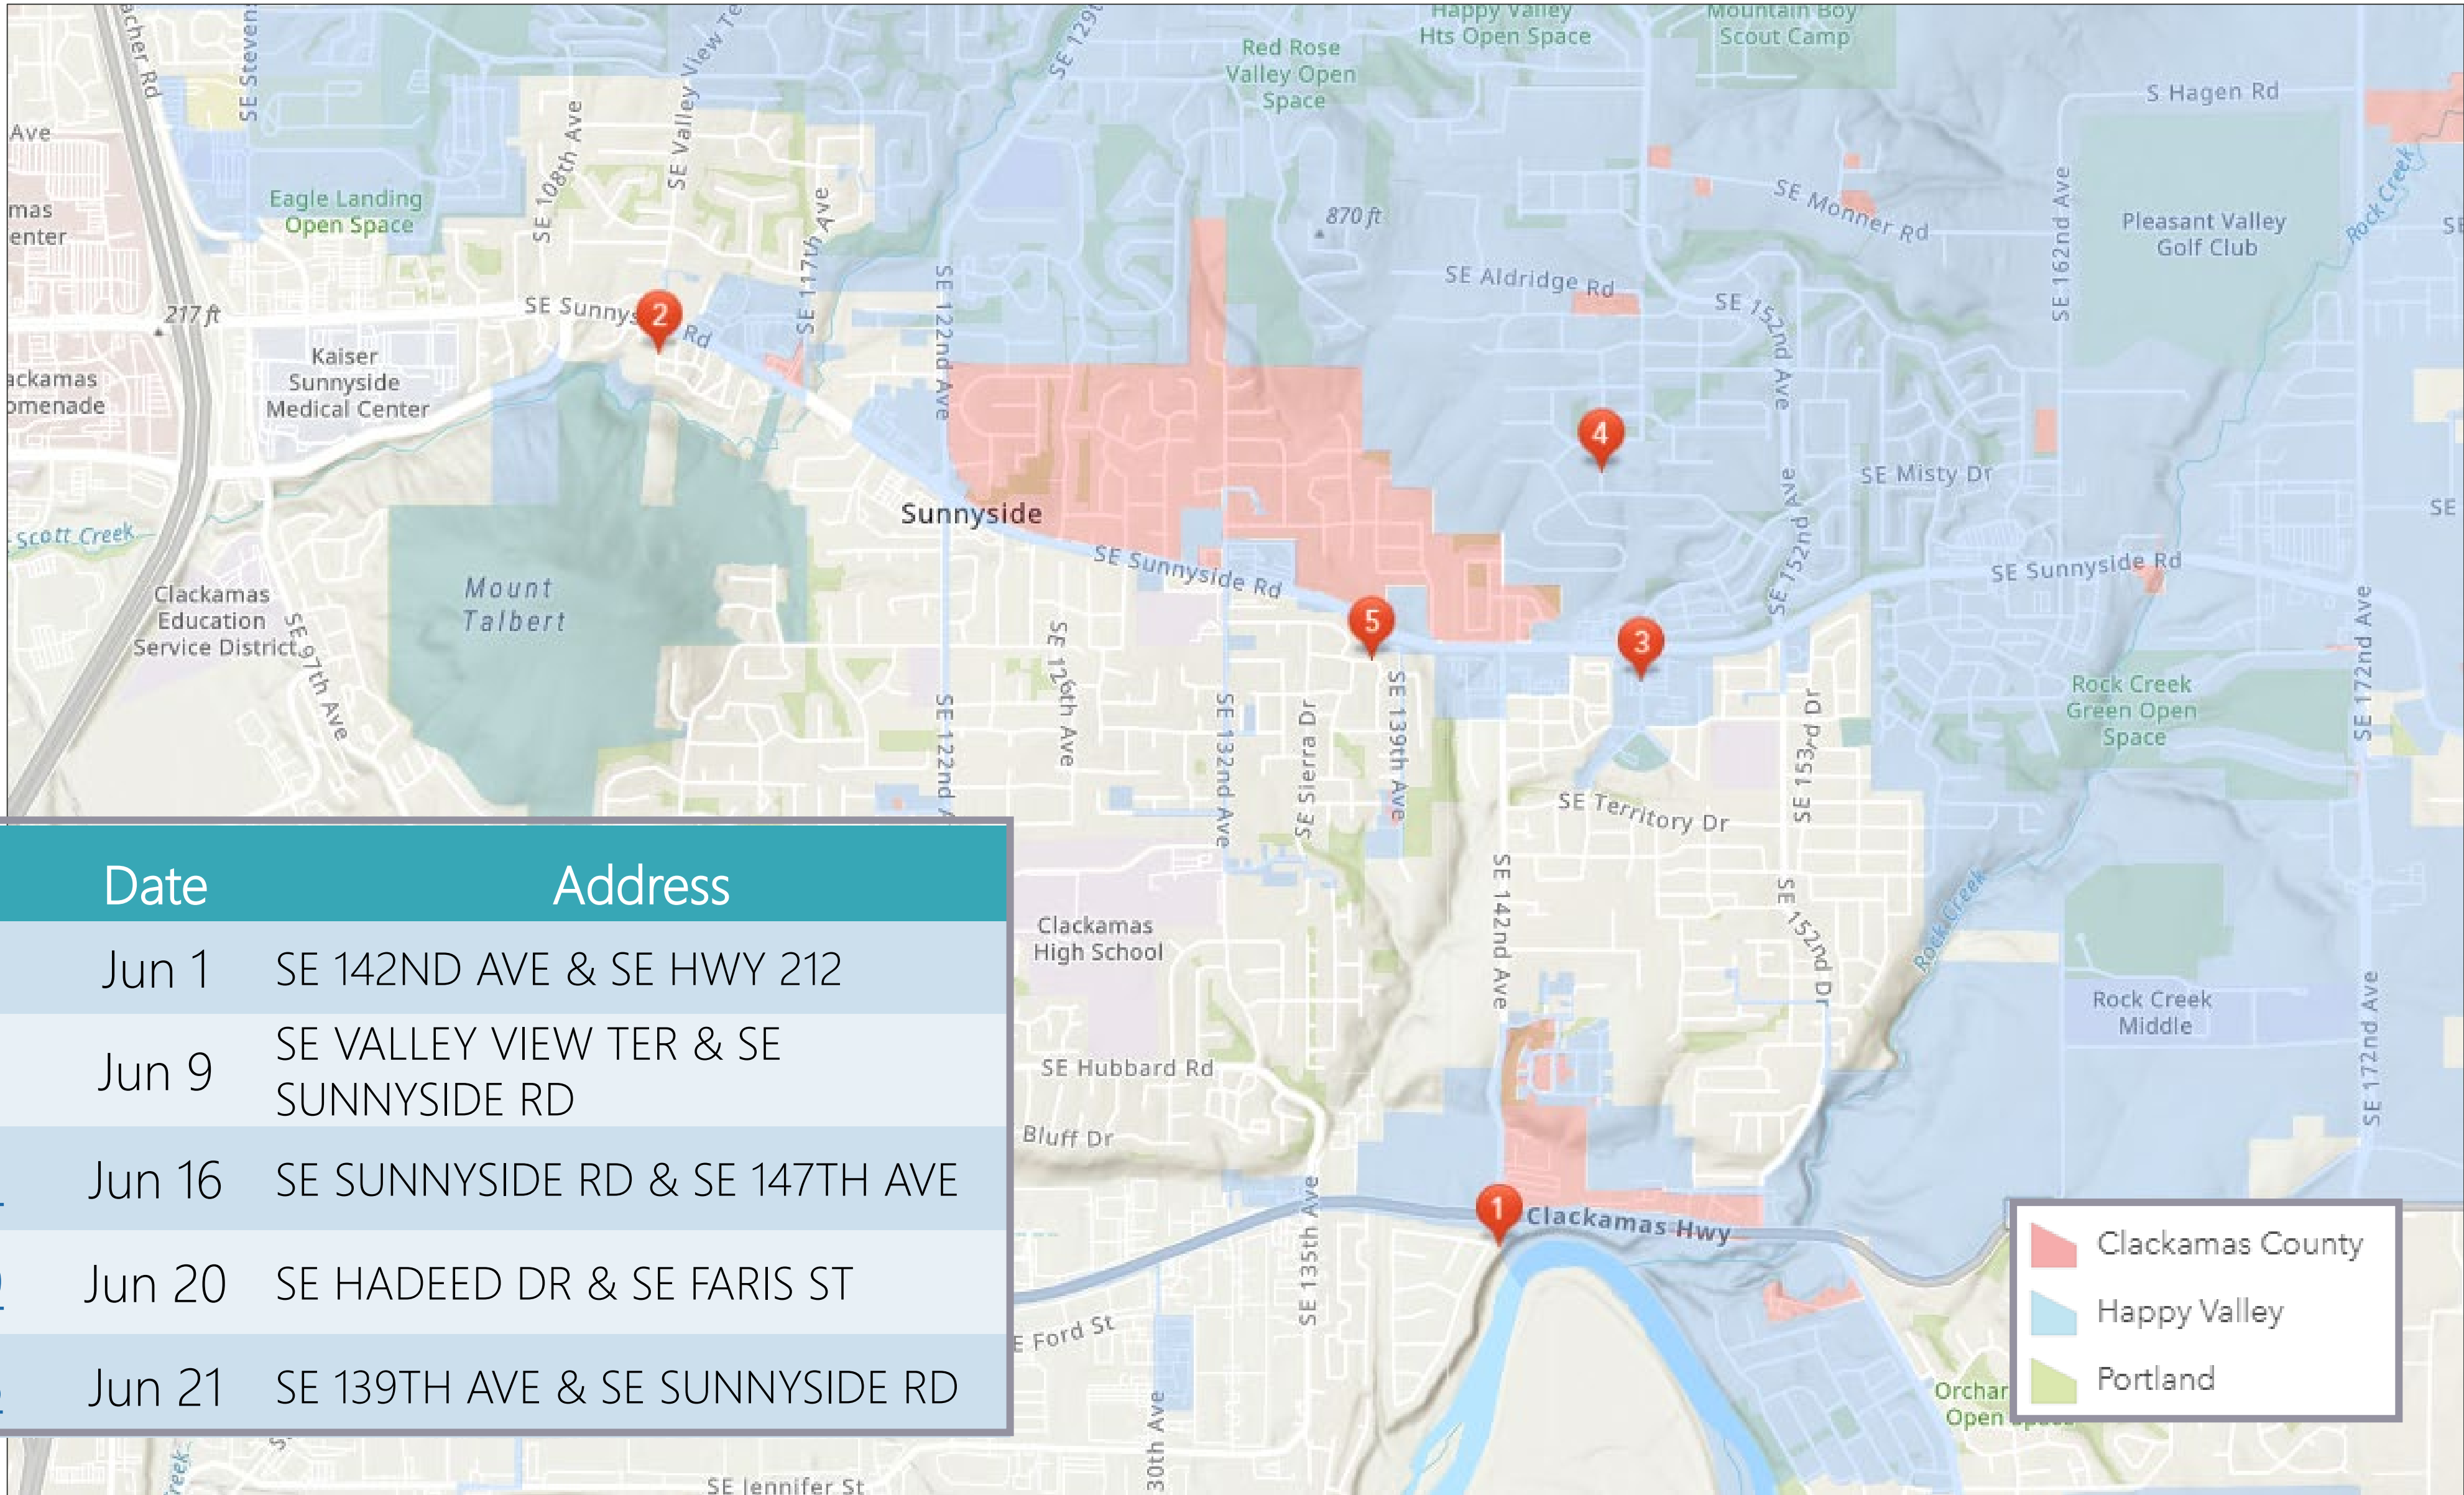 SE Stevens
SE Valley View Te
SE 129t
Happy Valley
Hts Open Space
Mountain Boy
Scout Camp
Red Rose
Valley Open
Space
acher Rd
Ave
SE 108th Ave
S Hagen Rd
Eagle Landing
Open Space
mas
enter
SE 117th Ave
870 ft
SE Monner Rd
SE 162nd Ave
Pleasant Valley
Golf Club
Rock Creek
SE Aldridge Rd
SE 152nd Ave
217 ft
SE Sunnys
2
Rd
SE 122nd Ave
Kaiser
Sunnyside
Medical Center
ackamas
omenade
4
SE Misty Dr
Sunnyside
SE
Scott Creek
SE Sunnyside Rd
SE 152nd Ave
SE Sunnyside Rd
Mount
Talbert
Clackamas
Education
Service District
SE 97th Ave
SE 126th Ave
5
3
SE 172nd Ave
Rock Creek
Green Open
Space
SE 122nd A
SE 132nd Ave
SE Sierra Dr
SE 139th Ave
SE 153rd Dr
SE Territory Dr
Date Address
Jun 1 SE 142ND AVE & SE HWY 212
Jun 9 SE VALLEY VIEW TER & SE
SUNNYSIDE RD
Jun 16 SE SUNNYSIDE RD & SE 147TH AVE
Jun 20 SE HADEED DR & SE FARIS ST
Jun 21 SE 139TH AVE & SE SUNNYSIDE RD
Clackamas
High School
SE 142nd Ave
SE 152nd Dr
Rock Creek
Rock Creek
Middle
SE 172nd Ave
SE Hubbard Rd
Bluff Dr
SE 135th Ave
1
Clackamas Hwy
E Ford St
30th Ave
Clackamas County
Happy Valley
Portland
Orchar
Open
reek
SE Jennifer St